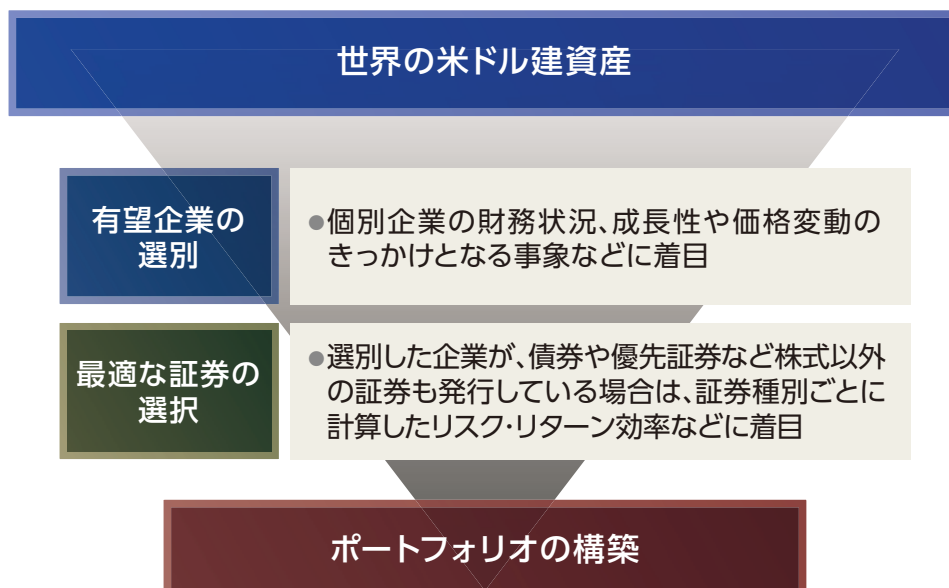 世界の米ドル建資産
有望企業の
選別
●個別企業の財務状況、成長性や価格変動の
きっかけとなる事象などに着目
最適な証券の
選択
●選別した企業が、債券や優先証券など株式以外
の証券も発行している場合は、証券種別ごとに
計算したリスク・リターン効率などに着目
ポートフォリオの構築